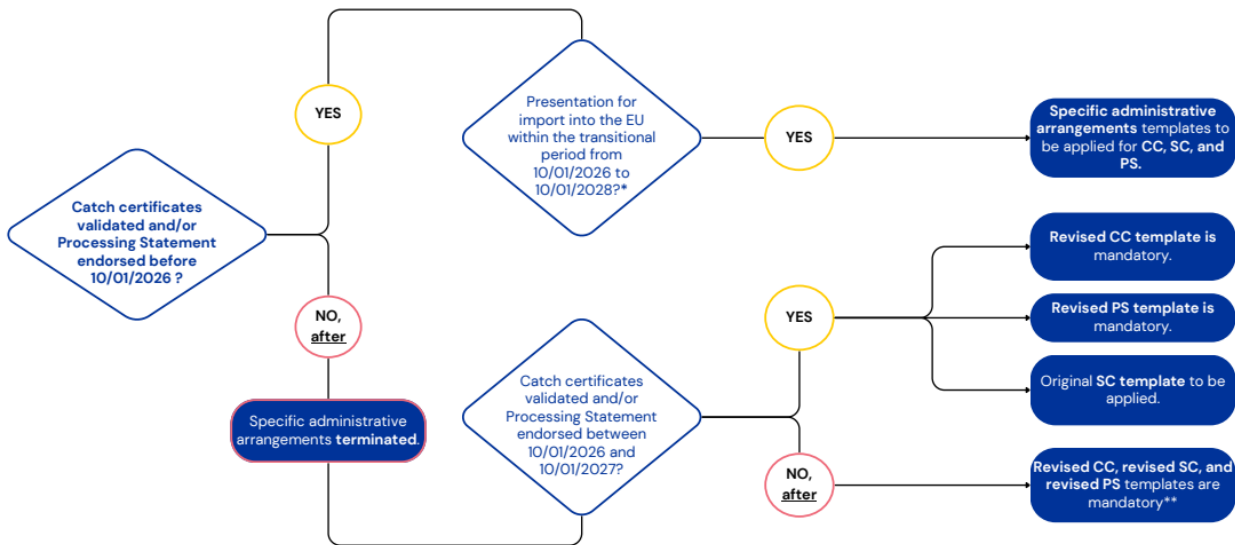 Catch certificates
validated and/or
Processing Statement
endorsed before
10/01/2026 ?
YES
Presentation for
import into the EU
within the transitional
period from
10/01/2026 to
10/01/2028?*
YES
Specific administrative
arrangements templates to
be applied for CC, SC, and
PS.
NO,
after
Specific administrative
arrangements terminated.
Catch certificates
validated and/or
Processing Statement
endorsed between
10/01/2026 and
10/01/2027?
YES
Revised CC template is
mandatory.
Revised PS template is
mandatory.
Original SC template to be
applied.
NO,
after
Revised CC, revised SC, and
revised PS templates are
mandatory**